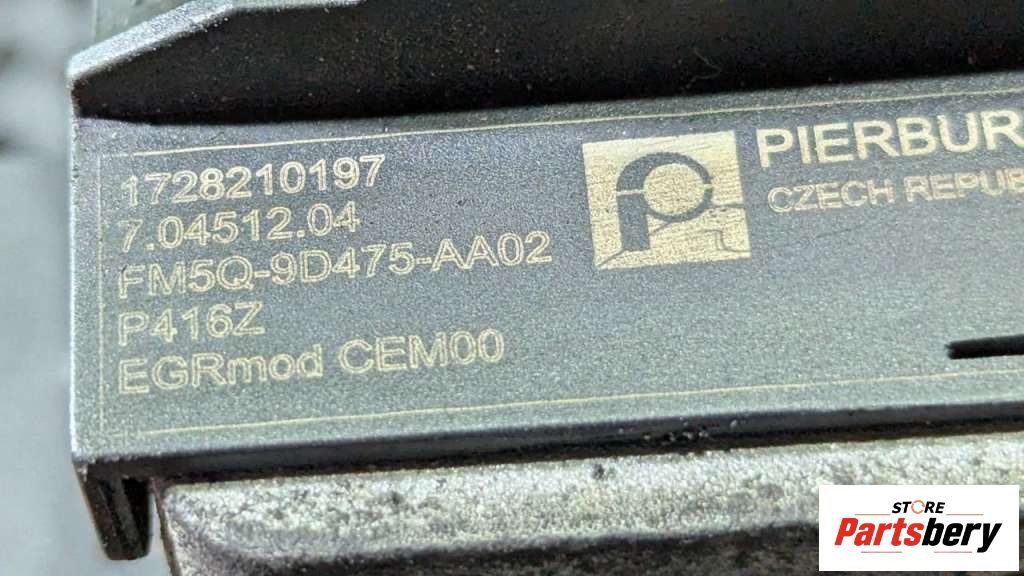 1728210197
7.04512.04
FM5Q-9D475-AA02
P416Z
EGRmod CEM00
PIERBUR
CZECH REPUB
STORE
Partsbery